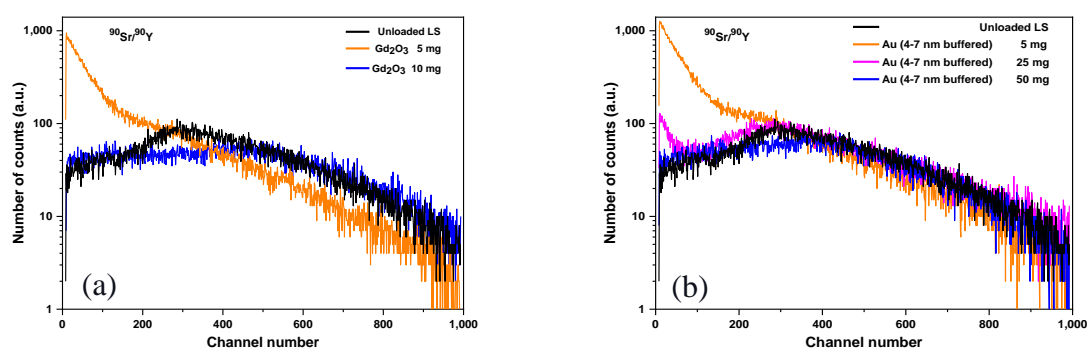 1,000
100
10
1
Number of counts (a.u.)
⁹⁰Sr/⁹⁰Y
Unloaded LS
Gd₂O₃ 5 mg
Gd₂O₃ 10 mg
(a)
0 200 400 600 800 1,000
Channel number
1,000
100
10
1
Number of counts (a.u.)
⁹⁰Sr/⁹⁰Y
Unloaded LS
Au (4-7 nm buffered) 5 mg
Au (4-7 nm buffered) 25 mg
Au (4-7 nm buffered) 50 mg
(b)
0 200 400 600 800 1,000
Channel number